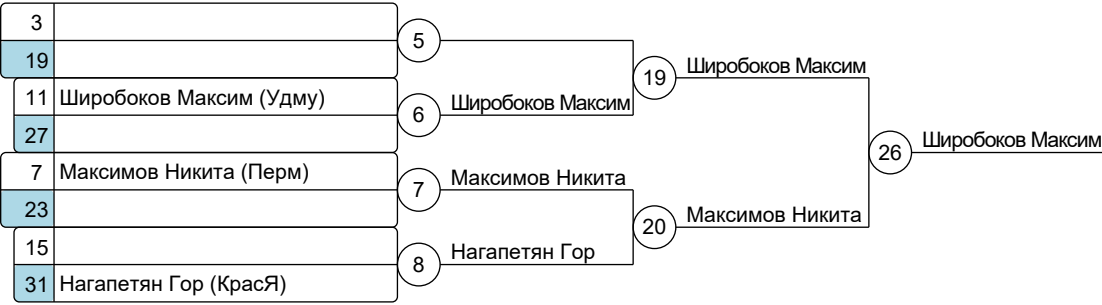 3
5
19
19 Широбоков Максим
11 Широбоков Максим (Удму)
6 Широбоков Максим
27
26 Широбоков Максим
7 Максимов Никита (Перм)
7 Максимов Никита
23
20 Максимов Никита
15
8 Нагапетян Гор
31 Нагапетян Гор (КрасЯ)